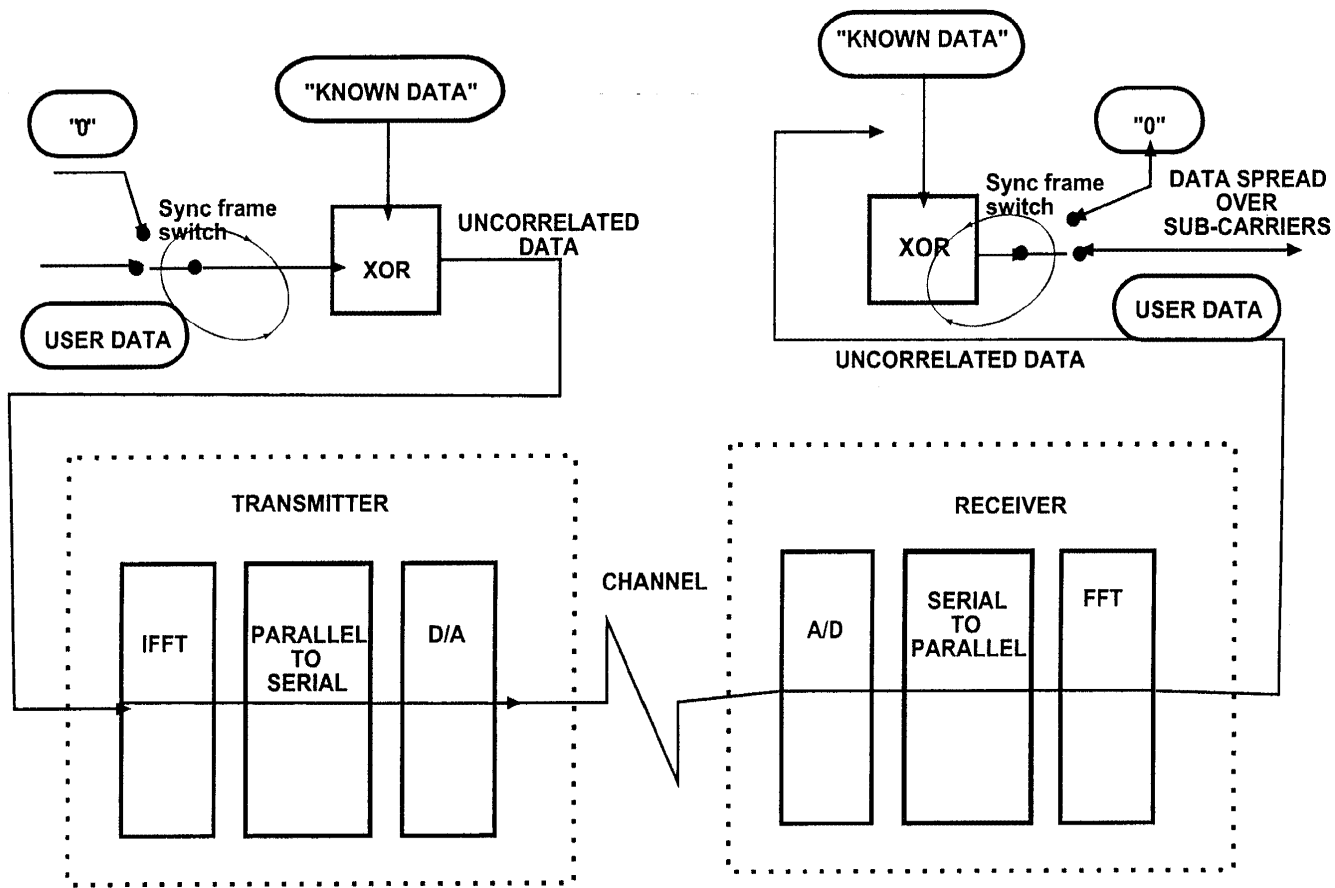 "KNOWN DATA"
"0"
Sync frame
switch
UNCORRELATED
DATA
XOR
USER DATA
"KNOWN DATA"
"0"
Sync frame
switch
DATA SPREAD
OVER
SUB-CARRIERS
XOR
USER DATA
UNCORRELATED DATA
TRANSMITTER
IFFT
PARALLEL
TO
SERIAL
D/A
CHANNEL
RECEIVER
A/D
SERIAL
TO
PARALLEL
FFT